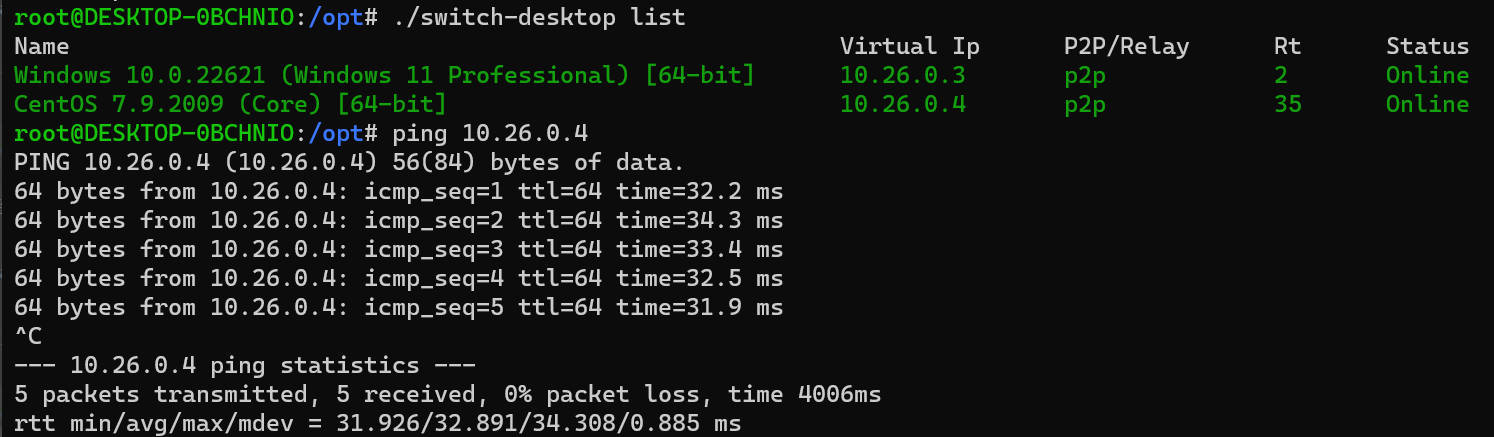 root@DESKTOP-0BCHNIO:/opt# ./switch-desktop list
Name Virtual Ip P2P/Relay Rt Status
Windows 10.0.22621 (Windows 11 Professional) [64-bit] 10.26.0.3 p2p 2 Online
CentOS 7.9.2009 (Core) [64-bit] 10.26.0.4 p2p 35 Online
root@DESKTOP-0BCHNIO:/opt# ping 10.26.0.4
PING 10.26.0.4 (10.26.0.4) 56(84) bytes of data.
64 bytes from 10.26.0.4: icmp_seq=1 ttl=64 time=32.2 ms
64 bytes from 10.26.0.4: icmp_seq=2 ttl=64 time=34.3 ms
64 bytes from 10.26.0.4: icmp_seq=3 ttl=64 time=33.4 ms
64 bytes from 10.26.0.4: icmp_seq=4 ttl=64 time=32.5 ms
64 bytes from 10.26.0.4: icmp_seq=5 ttl=64 time=31.9 ms
^C
--- 10.26.0.4 ping statistics ---
5 packets transmitted, 5 received, 0% packet loss, time 4006ms
rtt min/avg/max/mdev = 31.926/32.891/34.308/0.885 ms